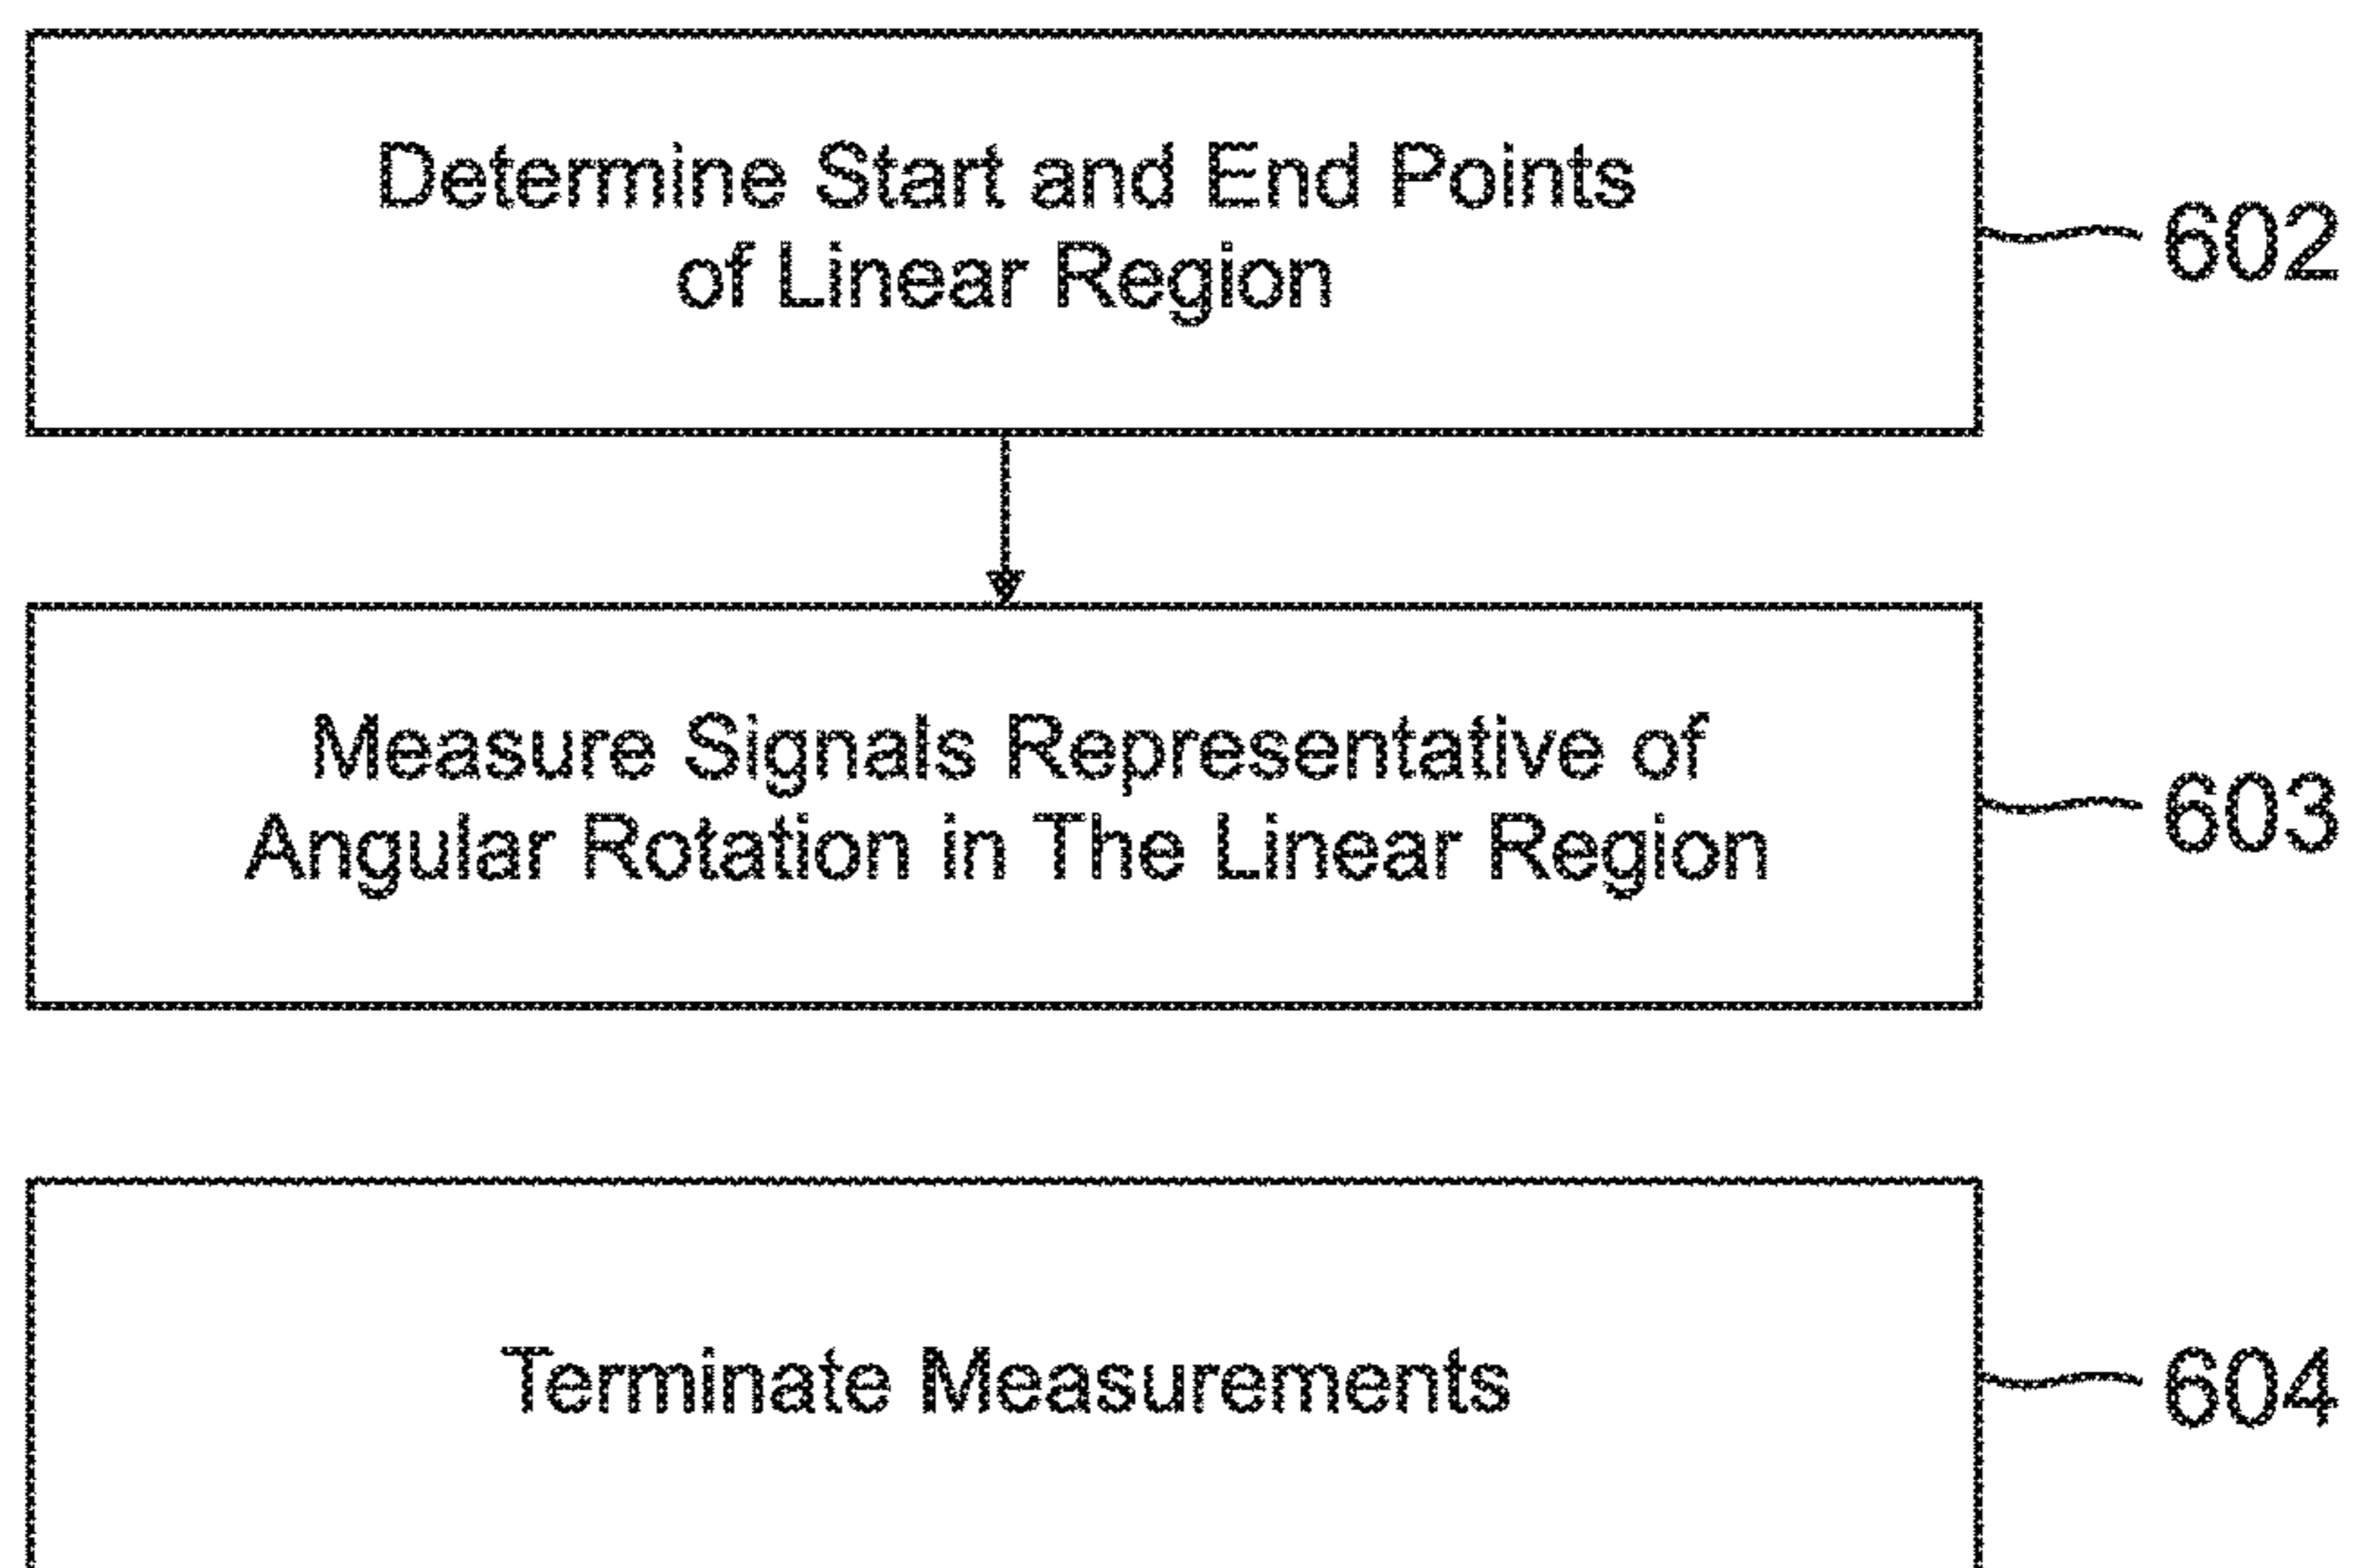 Determine Start and End Points
of Linear Region
602
Measure Signals Representative of
Angular Rotation in The Linear Region
603
Terminate Measurements
604